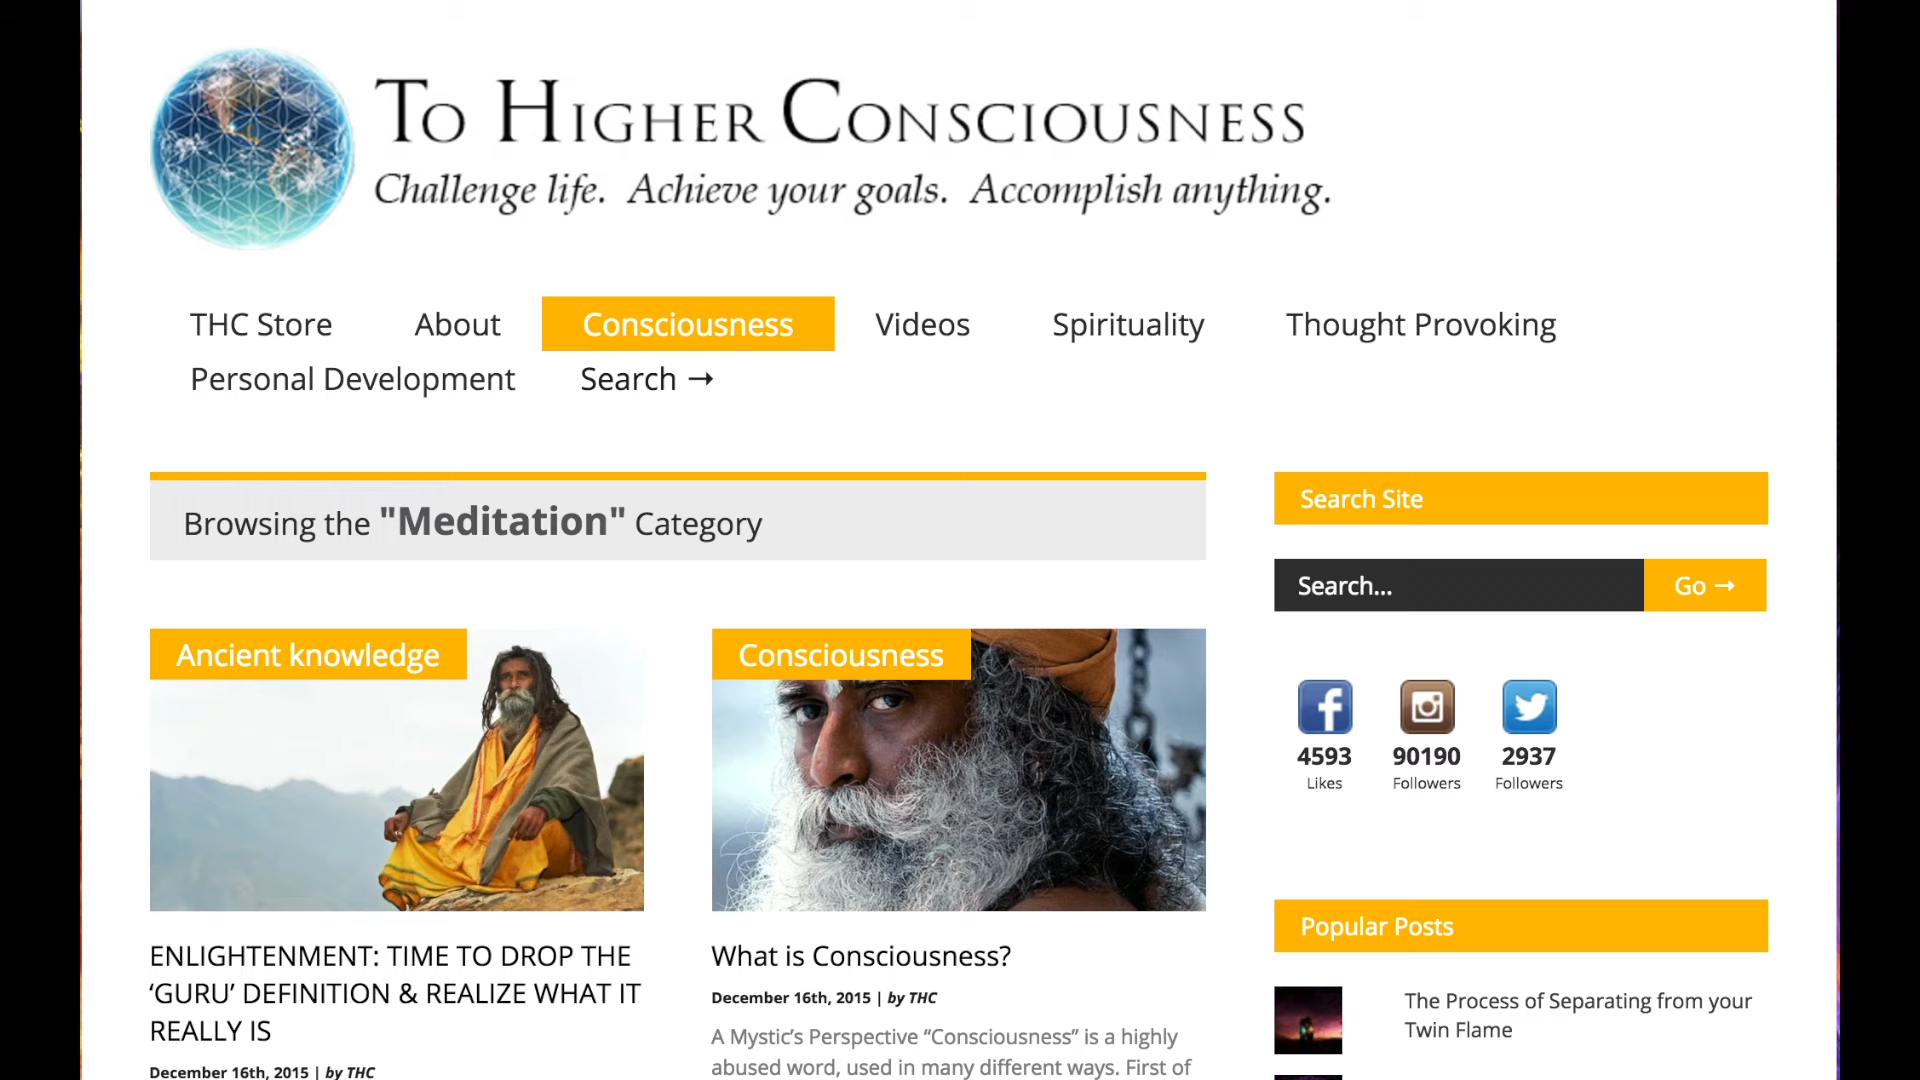 To Higher Consciousness
Challenge life. Achieve your goals. Accomplish anything.
THC Store About Consciousness Videos Spirituality Thought Provoking
Personal Development Search →
Browsing the "Meditation" Category
Ancient knowledge
ENLIGHTENMENT: TIME TO DROP THE
‘GURU’ DEFINITION & REALIZE WHAT IT
REALLY IS
December 16th, 2015 | by THC
Consciousness
What is Consciousness?
December 16th, 2015 | by THC
A Mystic’s Perspective “Consciousness” is a highly
abused word, used in many different ways. First of
Search Site
Search... Go →
4593 90190 2937
Likes Followers Followers
Popular Posts
The Process of Separating from your
Twin Flame